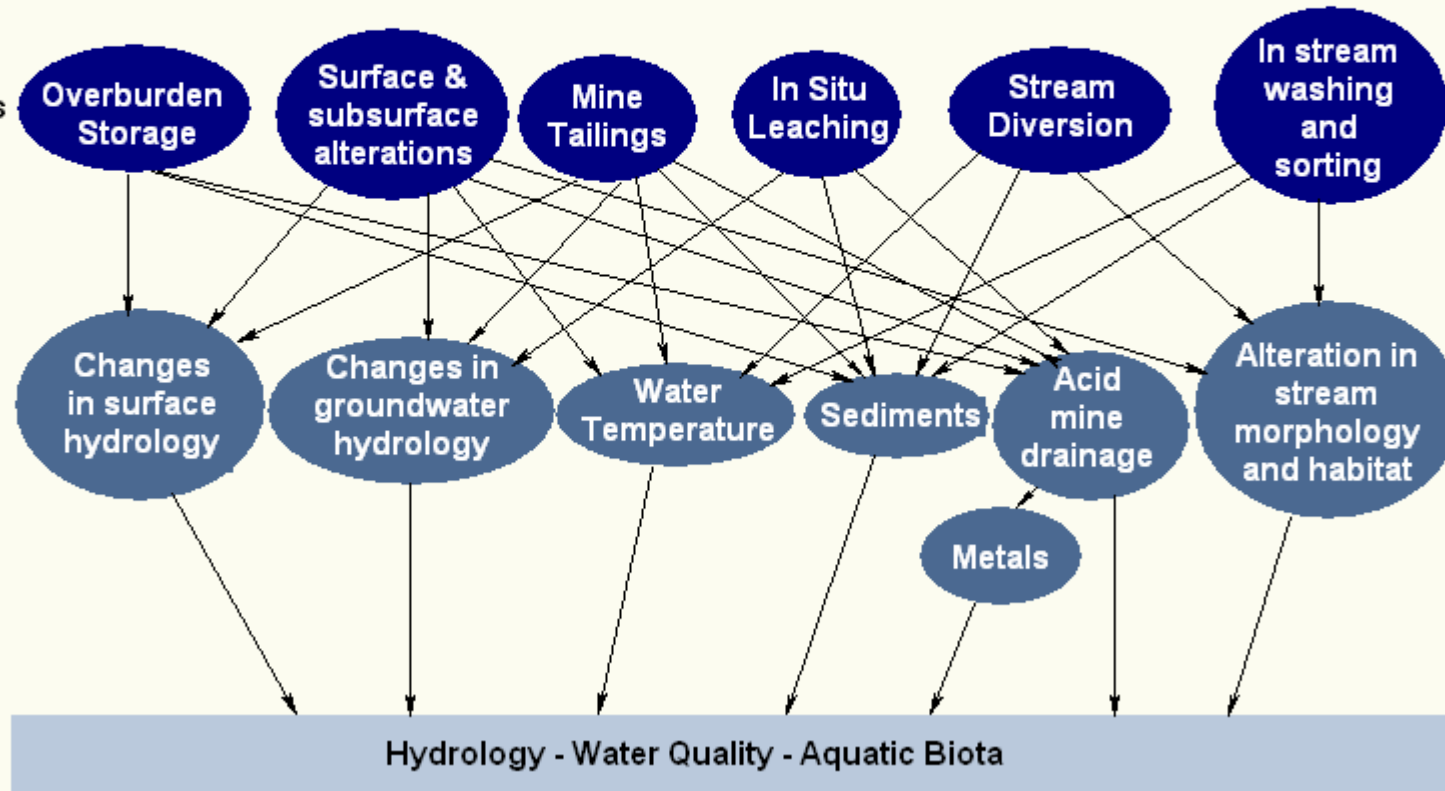 Overburden
Storage
Surface &
subsurface
alterations
Mine
Tailings
In Situ
Leaching
Stream
Diversion
In stream
washing
and
sorting
Changes
in surface
hydrology
Changes in
groundwater
hydrology
Water
Temperature
Sediments
Acid
mine
drainage
Alteration in
stream
morphology
and habitat
Metals
Hydrology - Water Quality - Aquatic Biota